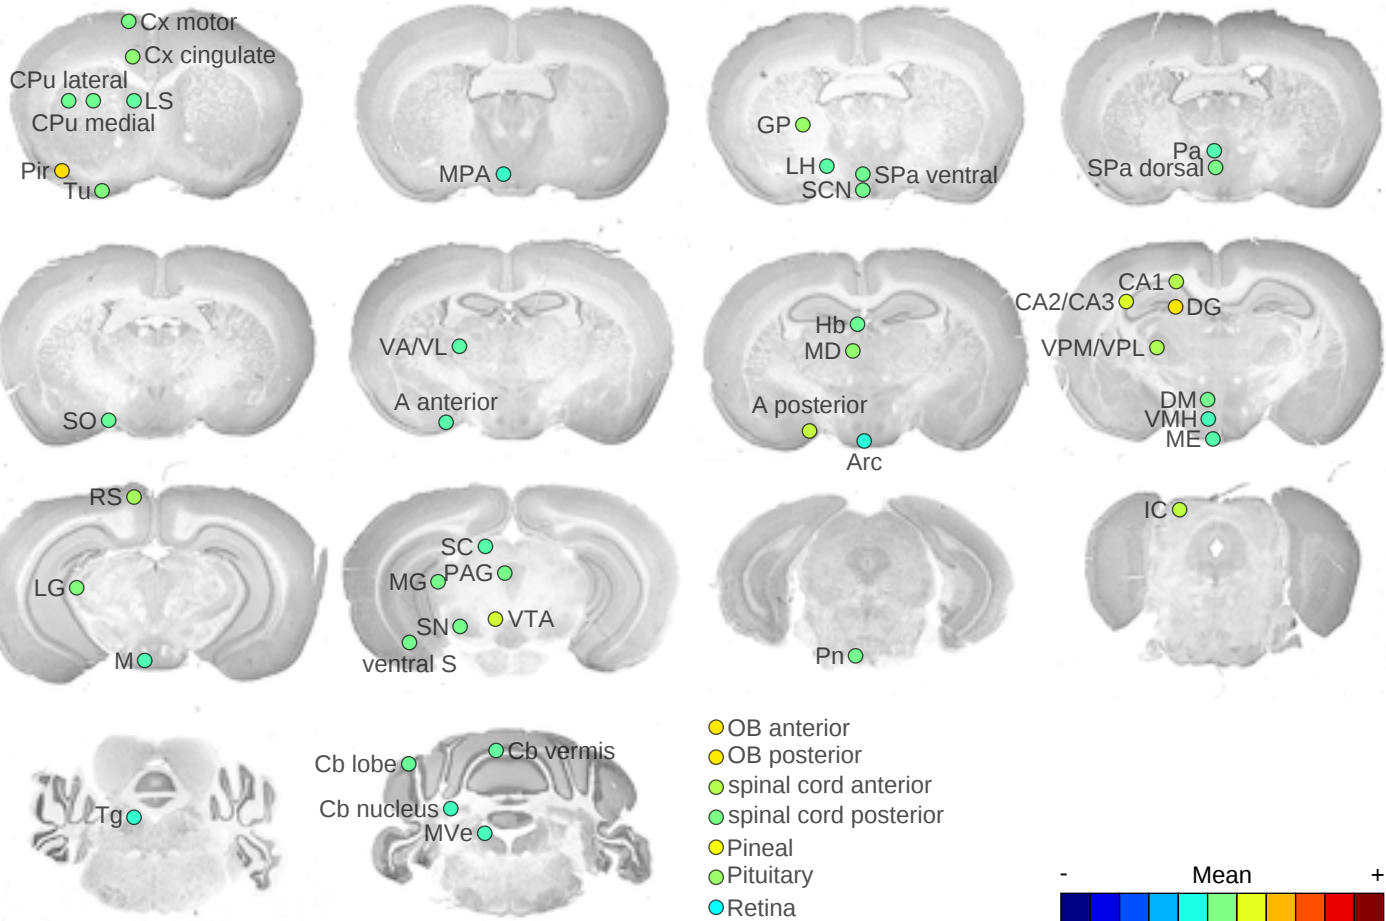 Cx motor
Cx cingulate
CPu lateral
LS
CPu medial
Pir
Tu
MPA
GP
LH
SPa ventral
SCN
Pa
SPa dorsal
SO
VA/VL
A anterior
Hb
MD
A posterior
Arc
CA1
CA2/CA3
DG
VPM/VPL
DM
VMH
ME
RS
LG
M
SC
MG
PAG
SN
VTA
ventral S
Pn
IC
Tg
Cb lobe
Cb vermis
Cb nucleus
MVe
OB anterior
OB posterior
spinal cord anterior
spinal cord posterior
Pineal
Pituitary
Retina
- Mean +